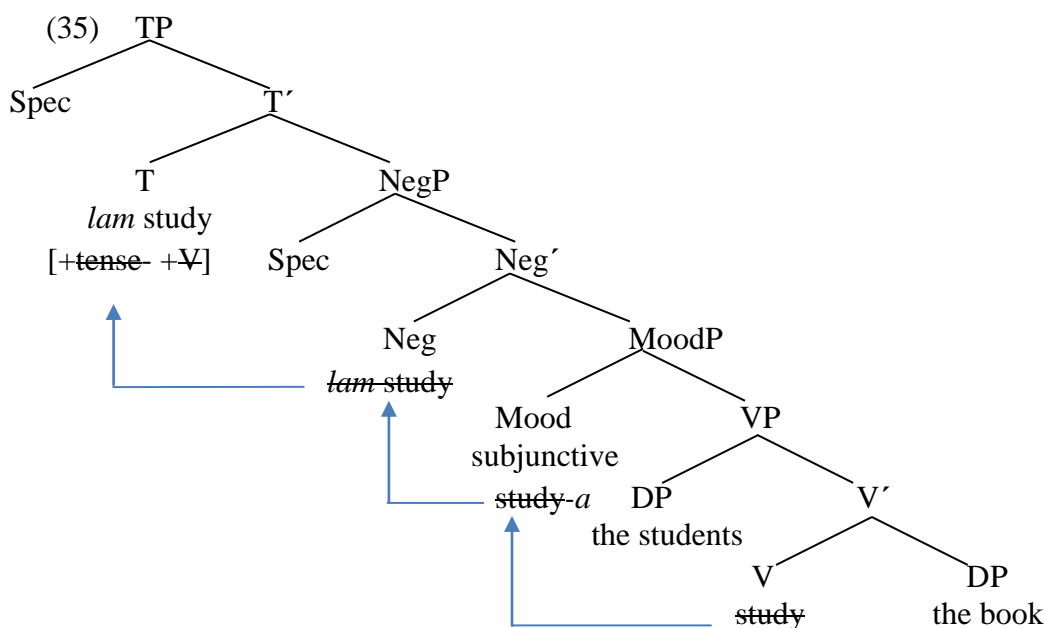 (35) TP
Spec T´
T NegP
lam study
[+tense- +V] Spec Neg´
Neg MoodP
lam study
Mood VP
subjunctive
study-a DP V´
the students
V DP
study the book